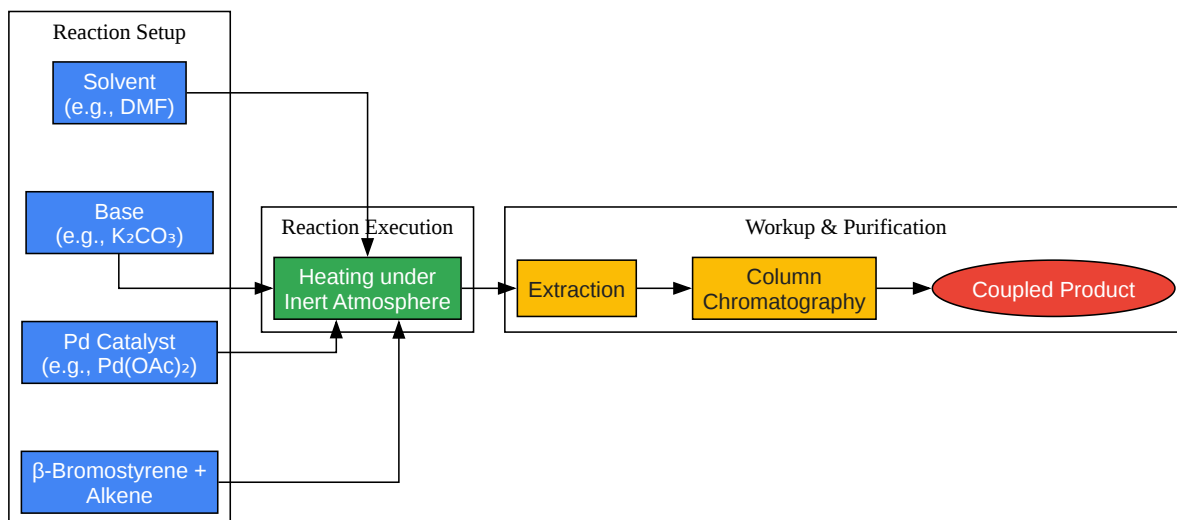 Reaction Setup
Solvent
(e.g., DMF)
Base
(e.g., K₂CO₃)
Pd Catalyst
(e.g., Pd(OAc)₂)
β-Bromostyrene +
Alkene
Reaction Execution
Heating under
Inert Atmosphere
Workup & Purification
Extraction
Column
Chromatography
Coupled Product